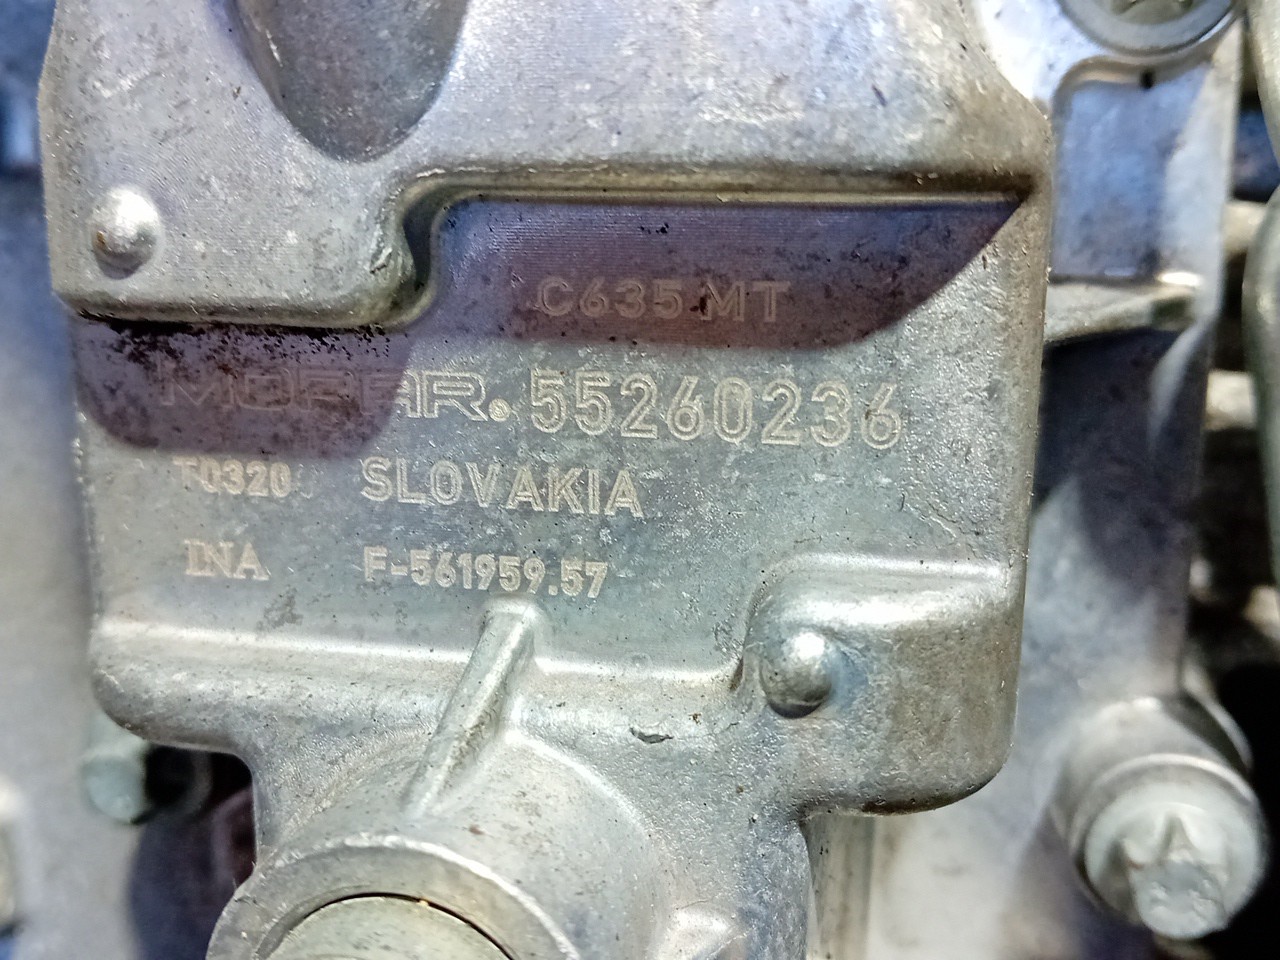 C635 MT
MOPAR® 55260236
T0320 SLOVAKIA
INA F-561959.57